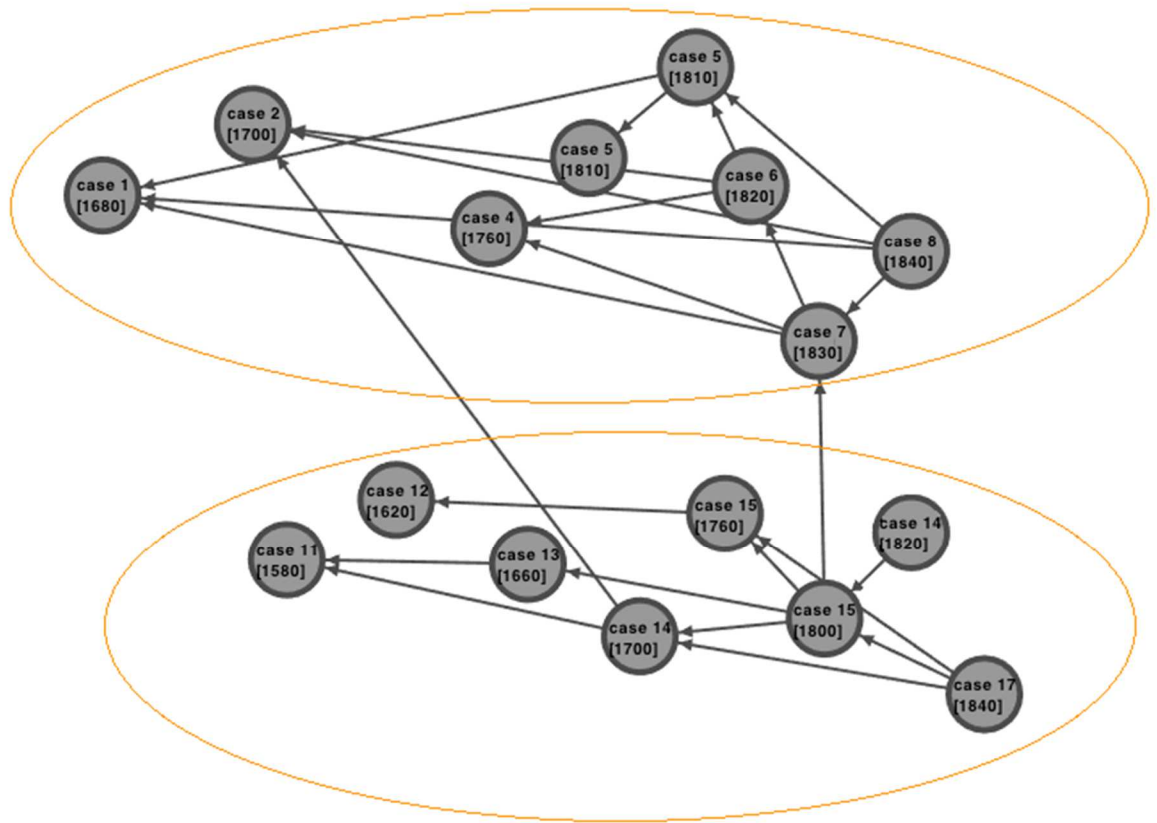 case 5
[1810]
case 2
[1700]
case 5
[1810]
case 1
[1680]
case 6
[1820]
case 4
[1760]
case 8
[1840]
case 7
[1830]
case 12
[1620]
case 15
[1760]
case 14
[1820]
case 11
[1580]
case 13
[1660]
case 14
[1700]
case 15
[1800]
case 17
[1840]